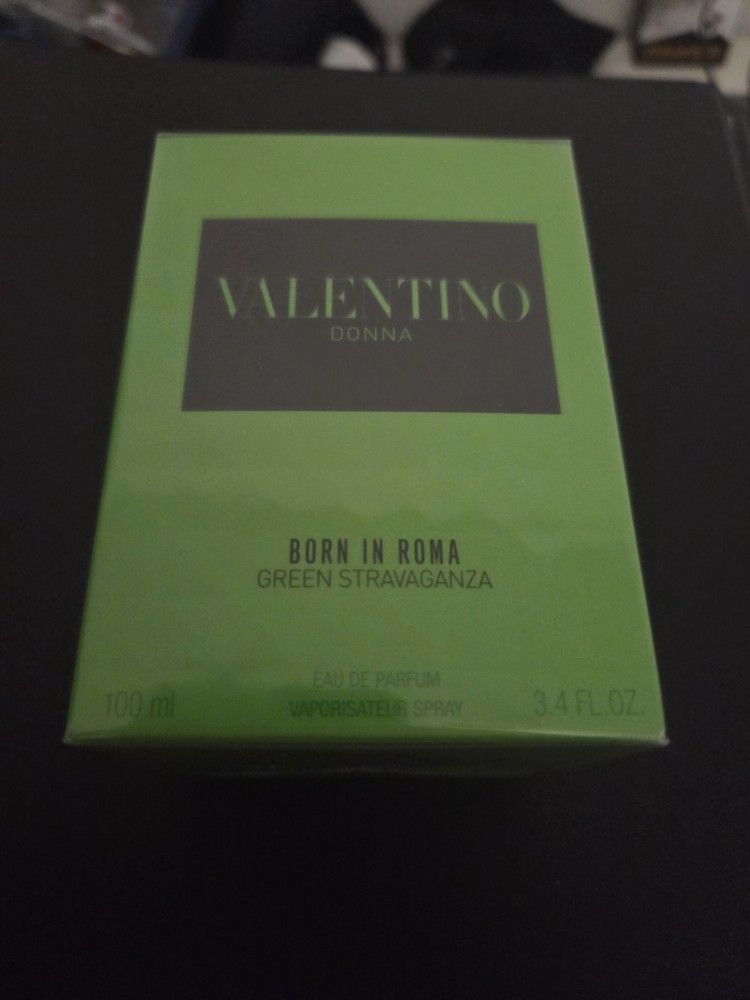 VALENTINO
DONNA
BORN IN ROMA
GREEN STRAVAGANZA
EAU DE PARFUM
100 ml VAPORISATEUR SPRAY 3.4 FL.OZ.